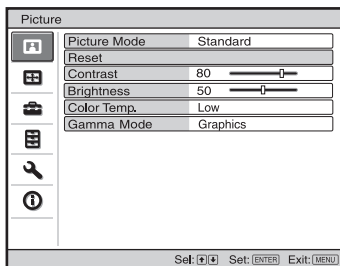 Picture
Picture Mode Standard
Reset
Contrast 80
Brightness 50
Color Temp. Low
Gamma Mode Graphics
Sel: Set: ENTER Exit: MENU